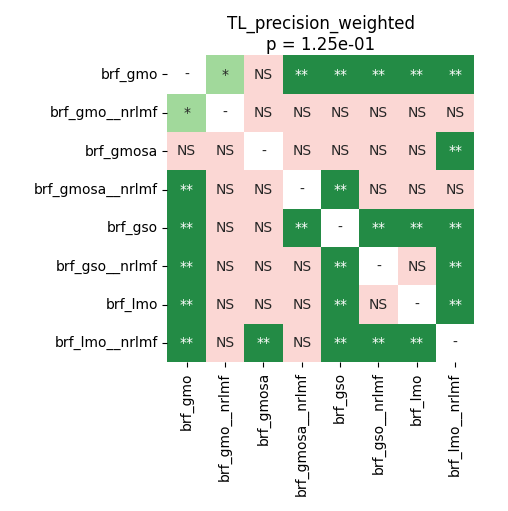 TL_precision_weighted
p = 1.25e-01
brf_gmo - * NS ** ** ** ** **
brf_gmo__nrlmf * - NS NS NS NS NS NS
brf_gmosa NS NS - NS NS NS NS **
brf_gmosa__nrlmf ** NS NS - ** NS NS NS
brf_gso ** NS NS ** - ** ** **
brf_gso__nrlmf ** NS NS NS ** - NS **
brf_lmo ** NS NS NS ** NS - **
brf_lmo__nrlmf ** NS ** NS ** ** ** -
brf_gmo
brf_gmo__nrlmf
brf_gmosa
brf_gmosa__nrlmf
brf_gso
brf_gso__nrlmf
brf_lmo
brf_lmo__nrlmf